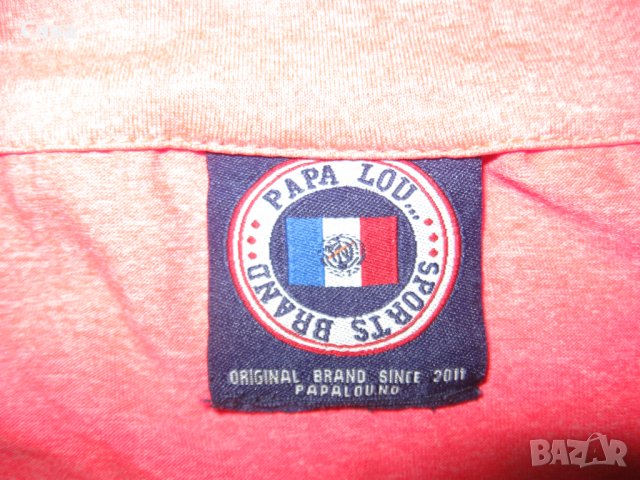 PAPA LOU...
SPORTS BRAND
ORIGINAL BRAND SINCE 2011
PAPALOU.NO
BAZAR